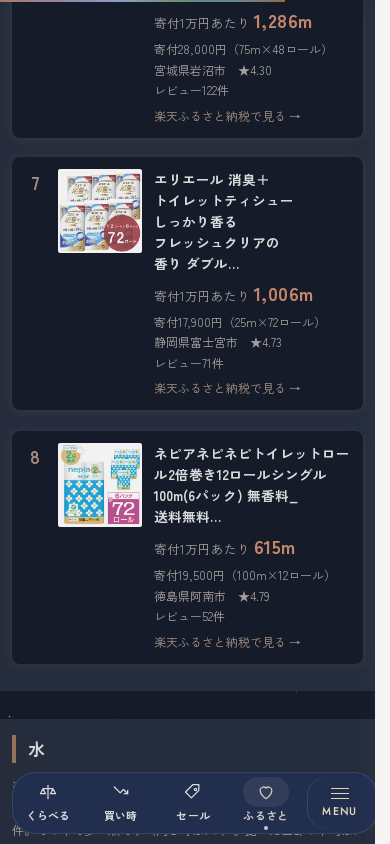 寄付1万円あたり 1,286m
寄付28,000円（75m×48ロール）
宮城県岩沼市　★4.30
レビュー122件
楽天ふるさと納税で見る →
7
エリエール 消臭＋
トイレットティシュー
しっかり香る
フレッシュクリアの
香り ダブル…
72
寄付1万円あたり 1,006m
寄付17,900円（25m×72ロール）
静岡県富士宮市　★4.73
レビュー71件
楽天ふるさと納税で見る →
8
ネピアネピネピトイレットロー
ル2倍巻き12ロールシングル
100m(6パック) 無香料_
送料無料…
nepia
6パック
72
ロール
寄付1万円あたり 615m
寄付19,500円（100m×12ロール）
徳島県阿南市　★4.79
レビュー52件
楽天ふるさと納税で見る →
水
くらべる
買い時
セール
ふるさと
MENU